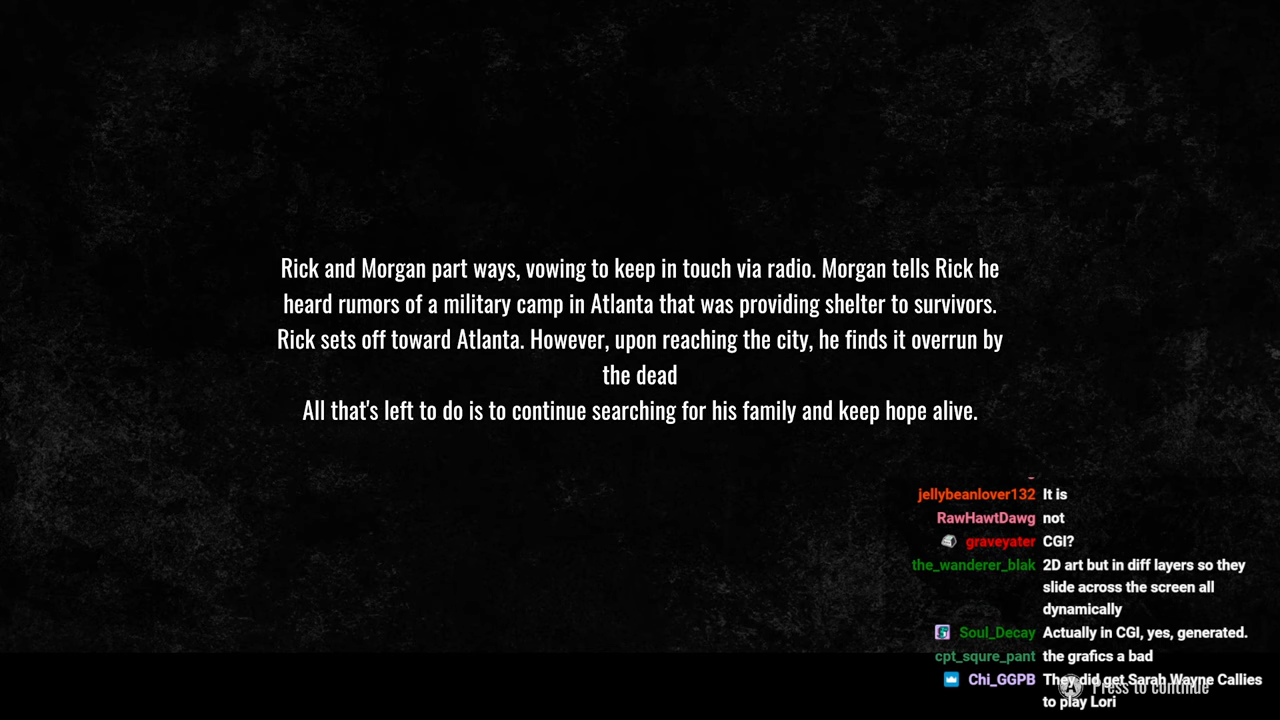 Rick and Morgan part ways, vowing to keep in touch via radio. Morgan tells Rick he
heard rumors of a military camp in Atlanta that was providing shelter to survivors.
Rick sets off toward Atlanta. However, upon reaching the city, he finds it overrun by
the dead
All that's left to do is to continue searching for his family and keep hope alive.
jellybeanlover132 It is
RawHawtDawg not
graveyater CGI?
the_wanderer_blak 2D art but in diff layers so they
slide across the screen all
dynamically
Soul_Decay Actually in CGI, yes, generated.
cpt_squre_pant the grafics a bad
Chi_GGPB They did get Sarah Wayne Callies
to play Lori
A Press to continue